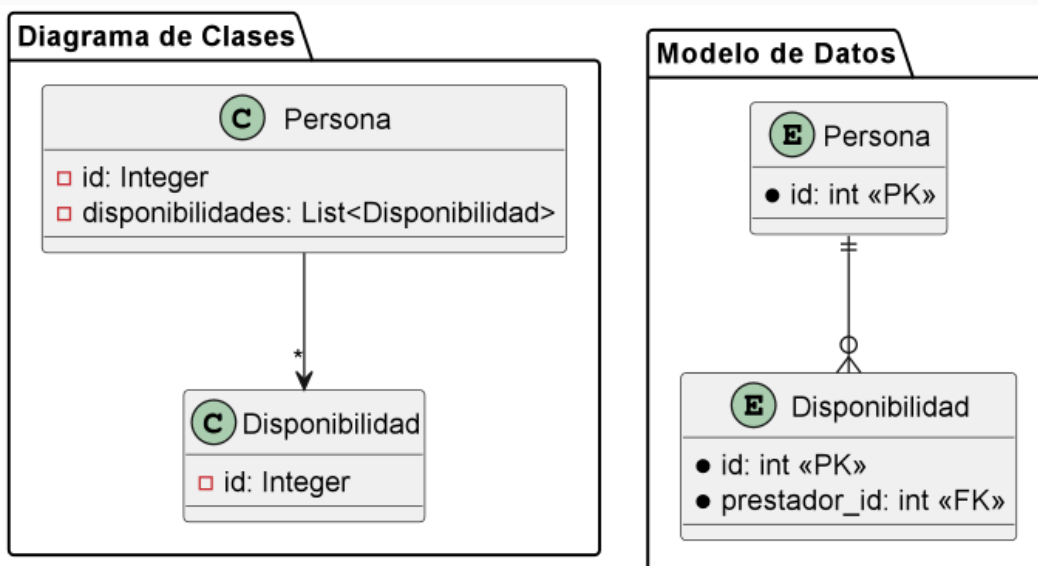 Diagrama de Clases
C Persona
id: Integer
disponibilidades: List<Disponibilidad>
*
C Disponibilidad
id: Integer
Modelo de Datos
E Persona
id: int «PK»
E Disponibilidad
id: int «PK»
prestador_id: int «FK»